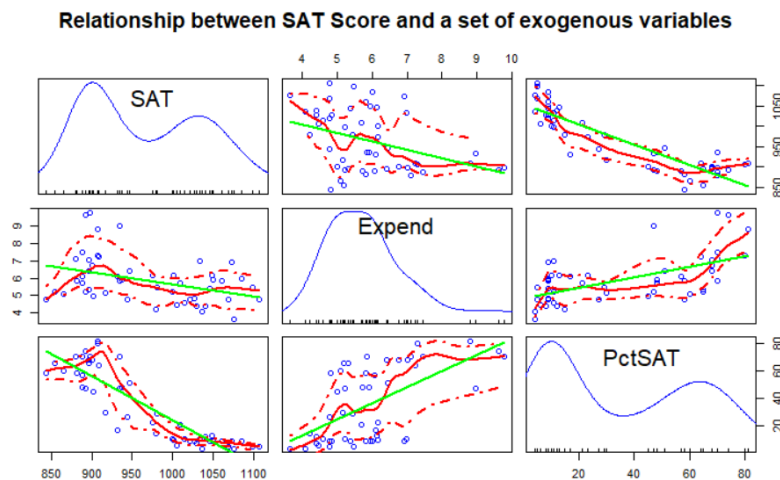 Relationship between SAT Score and a set of exogenous variables
4 5 6 7 8 9 10
SAT
850 950 1050
4 5 6 7 8 9
Expend
PctSAT
20 40 60 80
850 900 950 1000 1050 1100
20 40 60 80